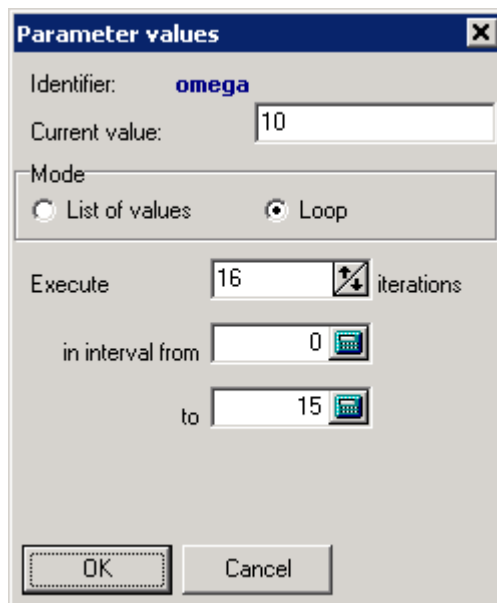 Parameter values
Identifier: omega
Current value: 10
Mode
List of values Loop
Execute 16 iterations
in interval from 0
to 15
OK Cancel